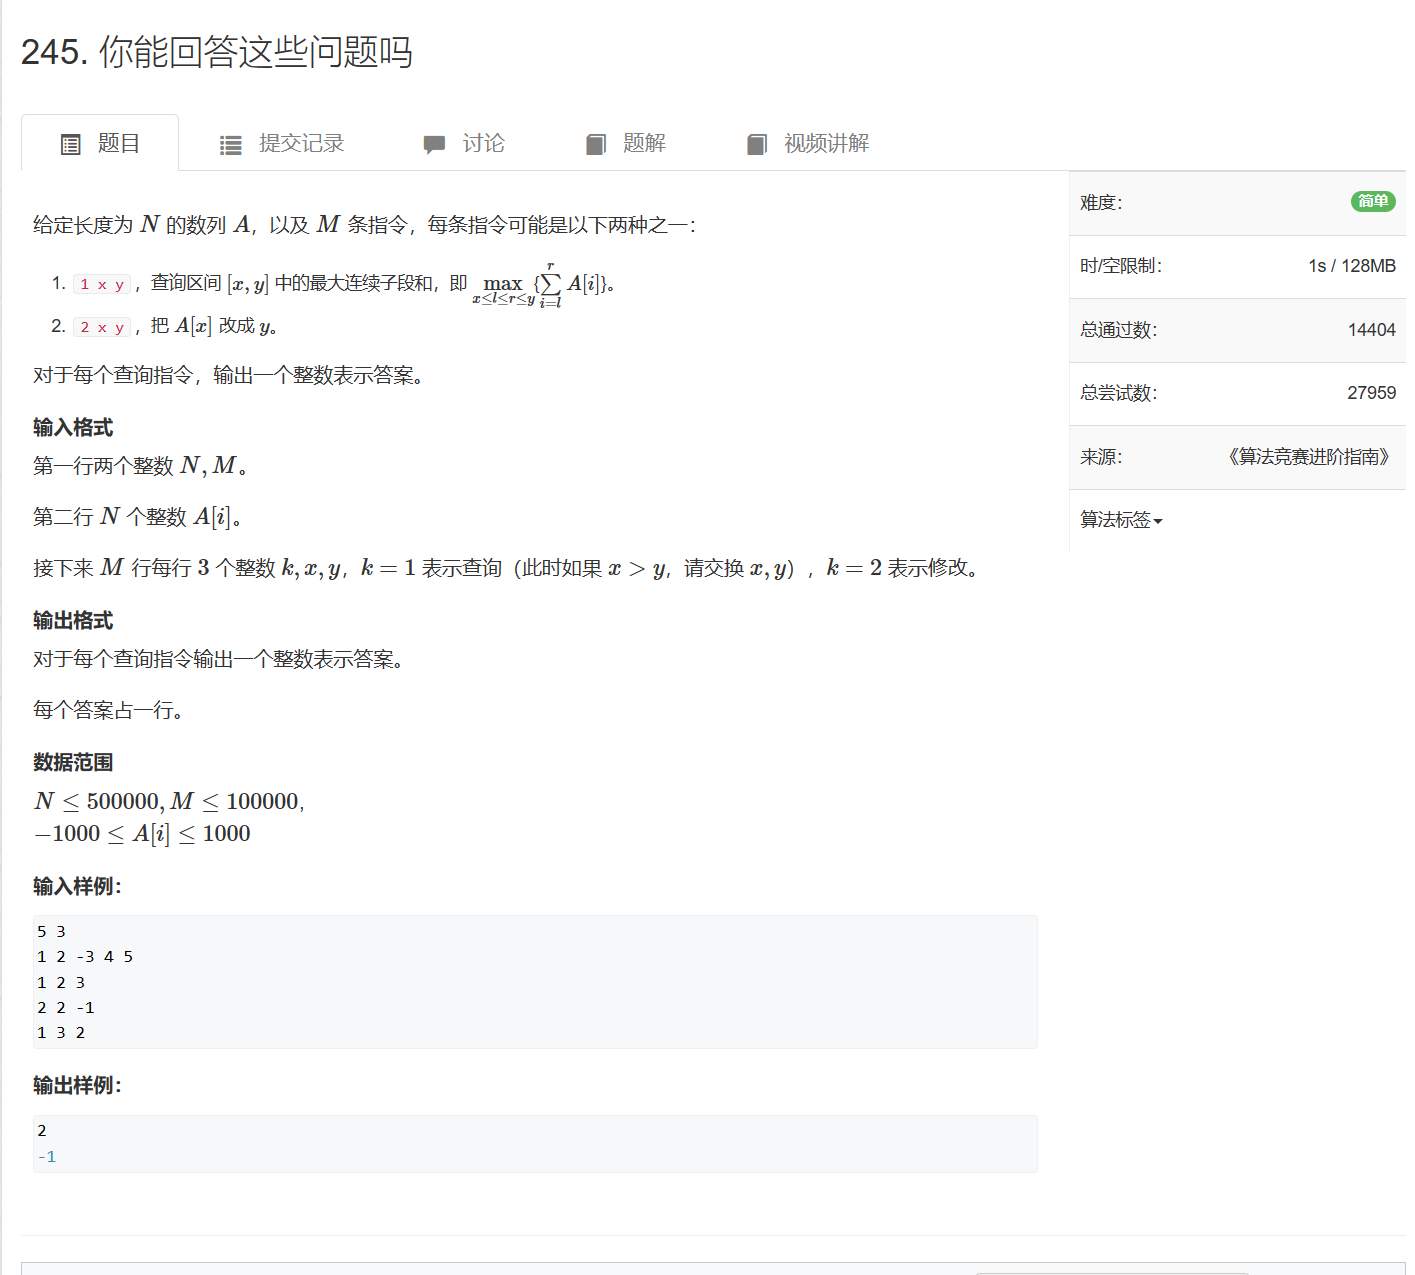 245. 你能回答这些问题吗
题目 提交记录 讨论 题解 视频讲解
给定长度为 N 的数列 A，以及 M 条指令，每条指令可能是以下两种之一：
1. 1 x y ，查询区间 [x, y] 中的最大连续子段和，即 max_{x≤l≤r≤y} {∑_{i=l}^{r} A[i]}。
2. 2 x y ，把 A[x] 改成 y。
对于每个查询指令，输出一个整数表示答案。
输入格式
第一行两个整数 N, M。
第二行 N 个整数 A[i]。
接下来 M 行每行 3 个整数 k, x, y，k = 1 表示查询（此时如果 x > y，请交换 x, y），k = 2 表示修改。
输出格式
对于每个查询指令输出一个整数表示答案。
每个答案占一行。
数据范围
N ≤ 500000, M ≤ 100000,
−1000 ≤ A[i] ≤ 1000
输入样例：
5 3
1 2 -3 4 5
1 2 3
2 2 -1
1 3 2
输出样例：
2
-1
难度： 简单
时/空限制： 1s / 128MB
总通过数： 14404
总尝试数： 27959
来源： 《算法竞赛进阶指南》
算法标签